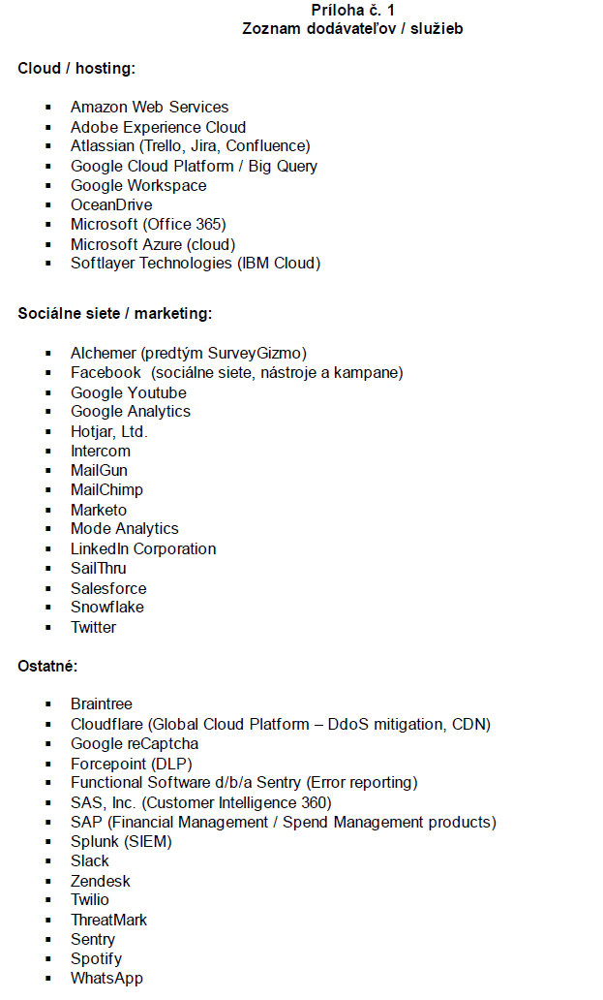 Príloha č. 1
Zoznam dodávateľov / služieb
Cloud / hosting:
▪ Amazon Web Services
▪ Adobe Experience Cloud
▪ Atlassian (Trello, Jira, Confluence)
▪ Google Cloud Platform / Big Query
▪ Google Workspace
▪ OceanDrive
▪ Microsoft (Office 365)
▪ Microsoft Azure (cloud)
▪ Softlayer Technologies (IBM Cloud)
Sociálne siete / marketing:
▪ Alchemer (predtým SurveyGizmo)
▪ Facebook  (sociálne siete, nástroje a kampane)
▪ Google Youtube
▪ Google Analytics
▪ Hotjar, Ltd.
▪ Intercom
▪ MailGun
▪ MailChimp
▪ Marketo
▪ Mode Analytics
▪ LinkedIn Corporation
▪ SailThru
▪ Salesforce
▪ Snowflake
▪ Twitter
Ostatné:
▪ Braintree
▪ Cloudflare (Global Cloud Platform – DdoS mitigation, CDN)
▪ Google reCaptcha
▪ Forcepoint (DLP)
▪ Functional Software d/b/a Sentry (Error reporting)
▪ SAS, Inc. (Customer Intelligence 360)
▪ SAP (Financial Management / Spend Management products)
▪ Splunk (SIEM)
▪ Slack
▪ Zendesk
▪ Twilio
▪ ThreatMark
▪ Sentry
▪ Spotify
▪ WhatsApp